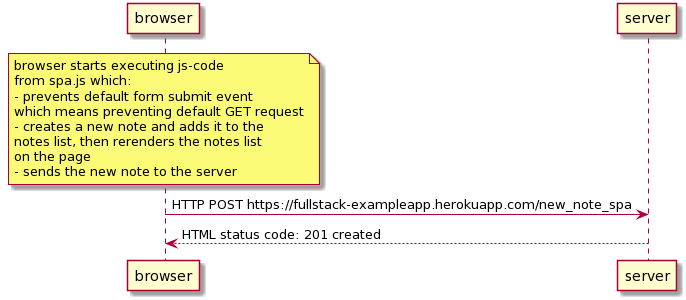 browser
server
browser starts executing js-code
from spa.js which:
- prevents default form submit event
which means preventing default GET request
- creates a new note and adds it to the
notes list, then rerenders the notes list
on the page
- sends the new note to the server
HTTP POST https://fullstack-exampleapp.herokuapp.com/new_note_spa
HTML status code: 201 created
browser
server